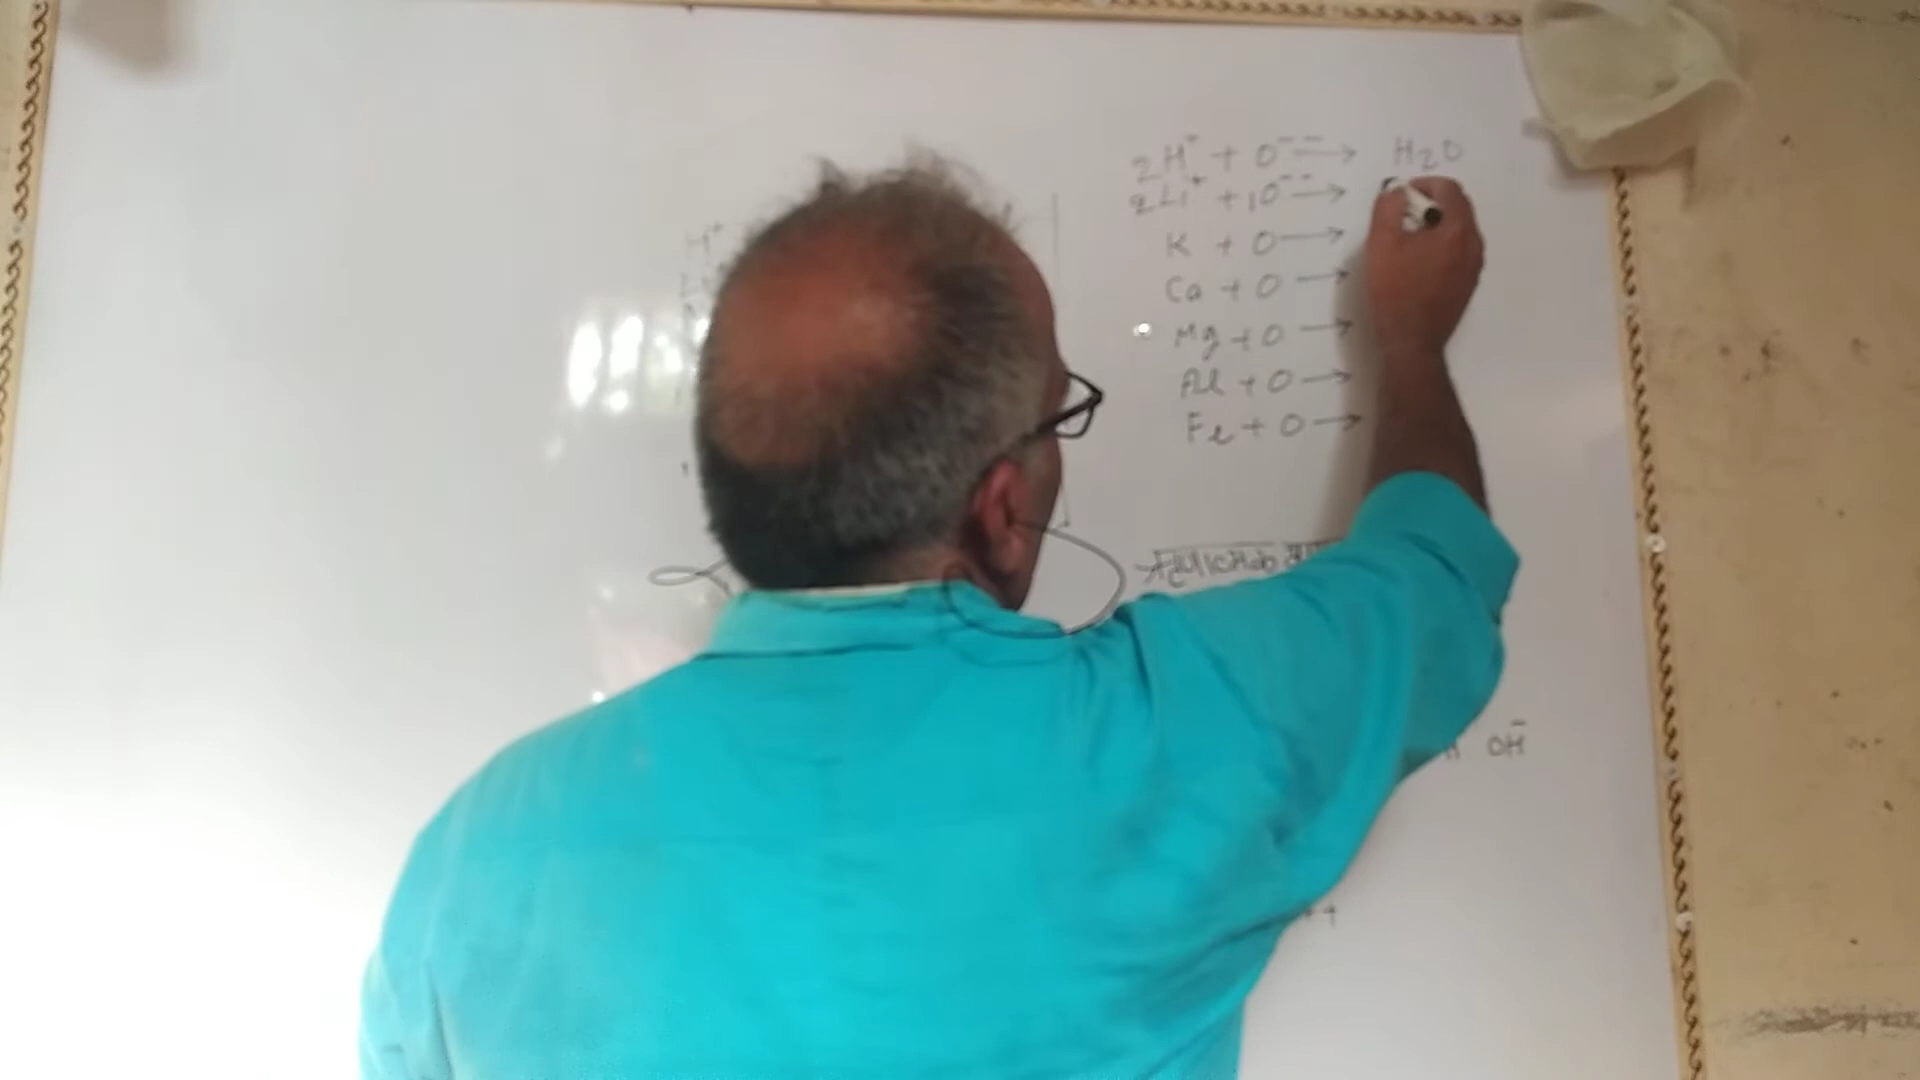 2H⁺ + O⁻⁻ → H2O
2Li⁺ + 1O⁻⁻ →
K + O →
Ca + O →
Mg + O →
Al + O →
Fe + O →
H⁺
OH⁻
++